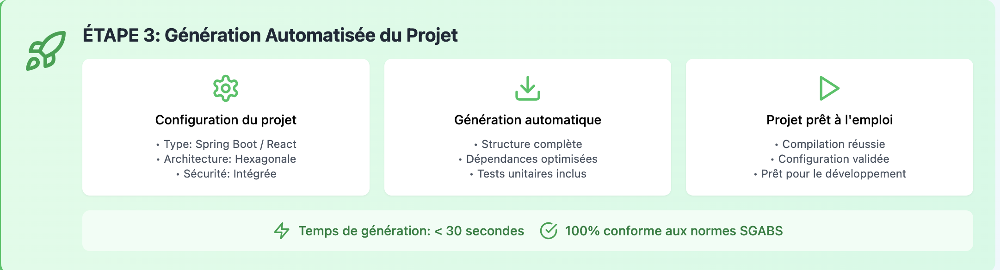 ÉTAPE 3: Génération Automatisée du Projet
Configuration du projet
• Type: Spring Boot / React
• Architecture: Hexagonale
• Sécurité: Intégrée
Génération automatique
• Structure complète
• Dépendances optimisées
• Tests unitaires inclus
Projet prêt à l'emploi
• Compilation réussie
• Configuration validée
• Prêt pour le développement
Temps de génération: < 30 secondes
100% conforme aux normes SGABS